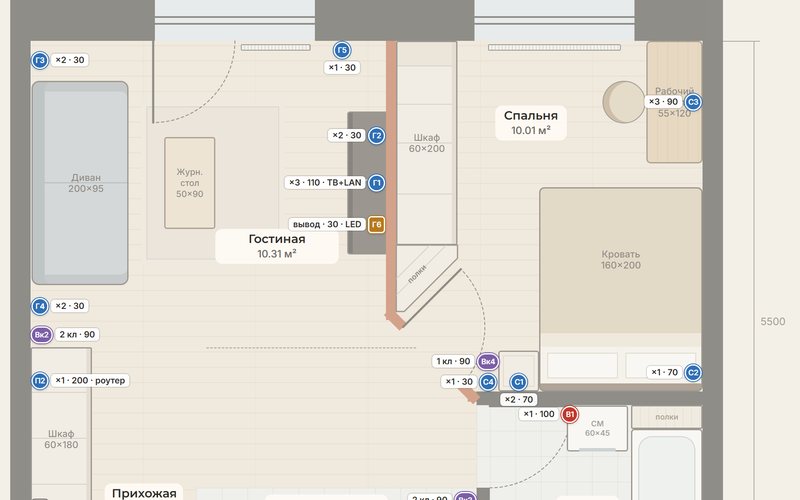 Г3 ×2 · 30
Г5
×1 · 30
Г2 ×2 · 30
×3 · 110 · ТВ+LAN Г1
вывод · 30 · LED Г6
Диван
200×95
Журн.
стол
50×90
Гостиная
10.31 м²
Шкаф
60×200
полки
Спальня
10.01 м²
Рабочий
55×120
×3 · 90 С3
Кровать
160×200
5500
Г4 ×2 · 30
Вк2 2 кл · 90
П2 ×1 · 200 · роутер
Шкаф
60×180
1 кл · 90 Вк4
×1 · 30 С4
С1
×2 · 70
×1 · 70 С2
×1 · 100 В1
СМ
60×45
полки
Прихожая
2 кл · 90